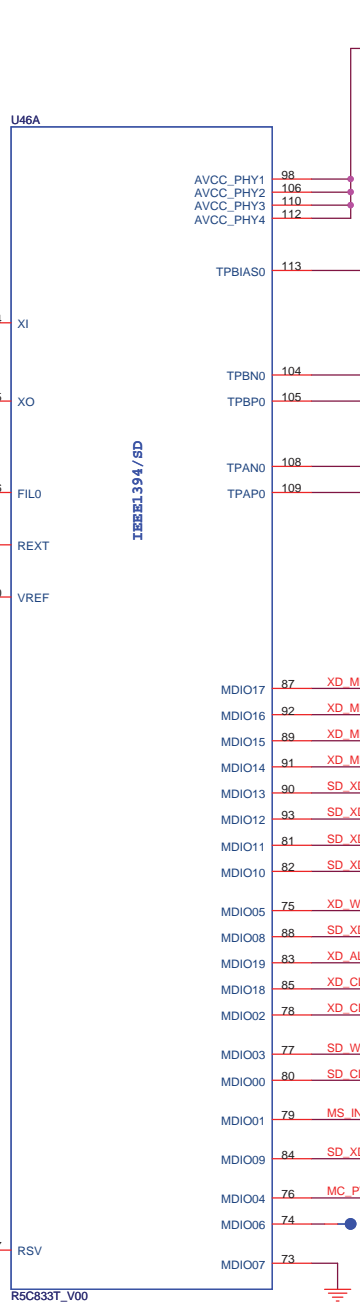 U46A
AVCC_PHY1 98
AVCC_PHY2 106
AVCC_PHY3 110
AVCC_PHY4 112
TPBIAS0 113
XI
TPBN0 104
XO
TPBP0 105
IEEE1394/SD
TPAN0 108
FIL0
TPAP0 109
REXT
VREF
MDIO17 87
MDIO16 92
MDIO15 89
MDIO14 91
MDIO13 90
MDIO12 93
MDIO11 81
MDIO10 82
MDIO05 75
MDIO08 88
MDIO19 83
MDIO18 85
MDIO02 78
MDIO03 77
MDIO00 80
MDIO01 79
MDIO09 84
MDIO04 76
MDIO06 74
RSV
MDIO07 73
R5C833T_V00